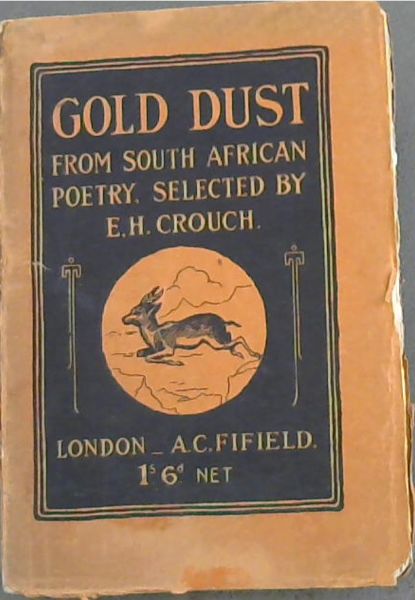 GOLD DUST
FROM SOUTH AFRICAN
POETRY. SELECTED BY
E.H. CROUCH.
LONDON _ A.C. FIFIELD.
1ˢ 6ᵈ NET